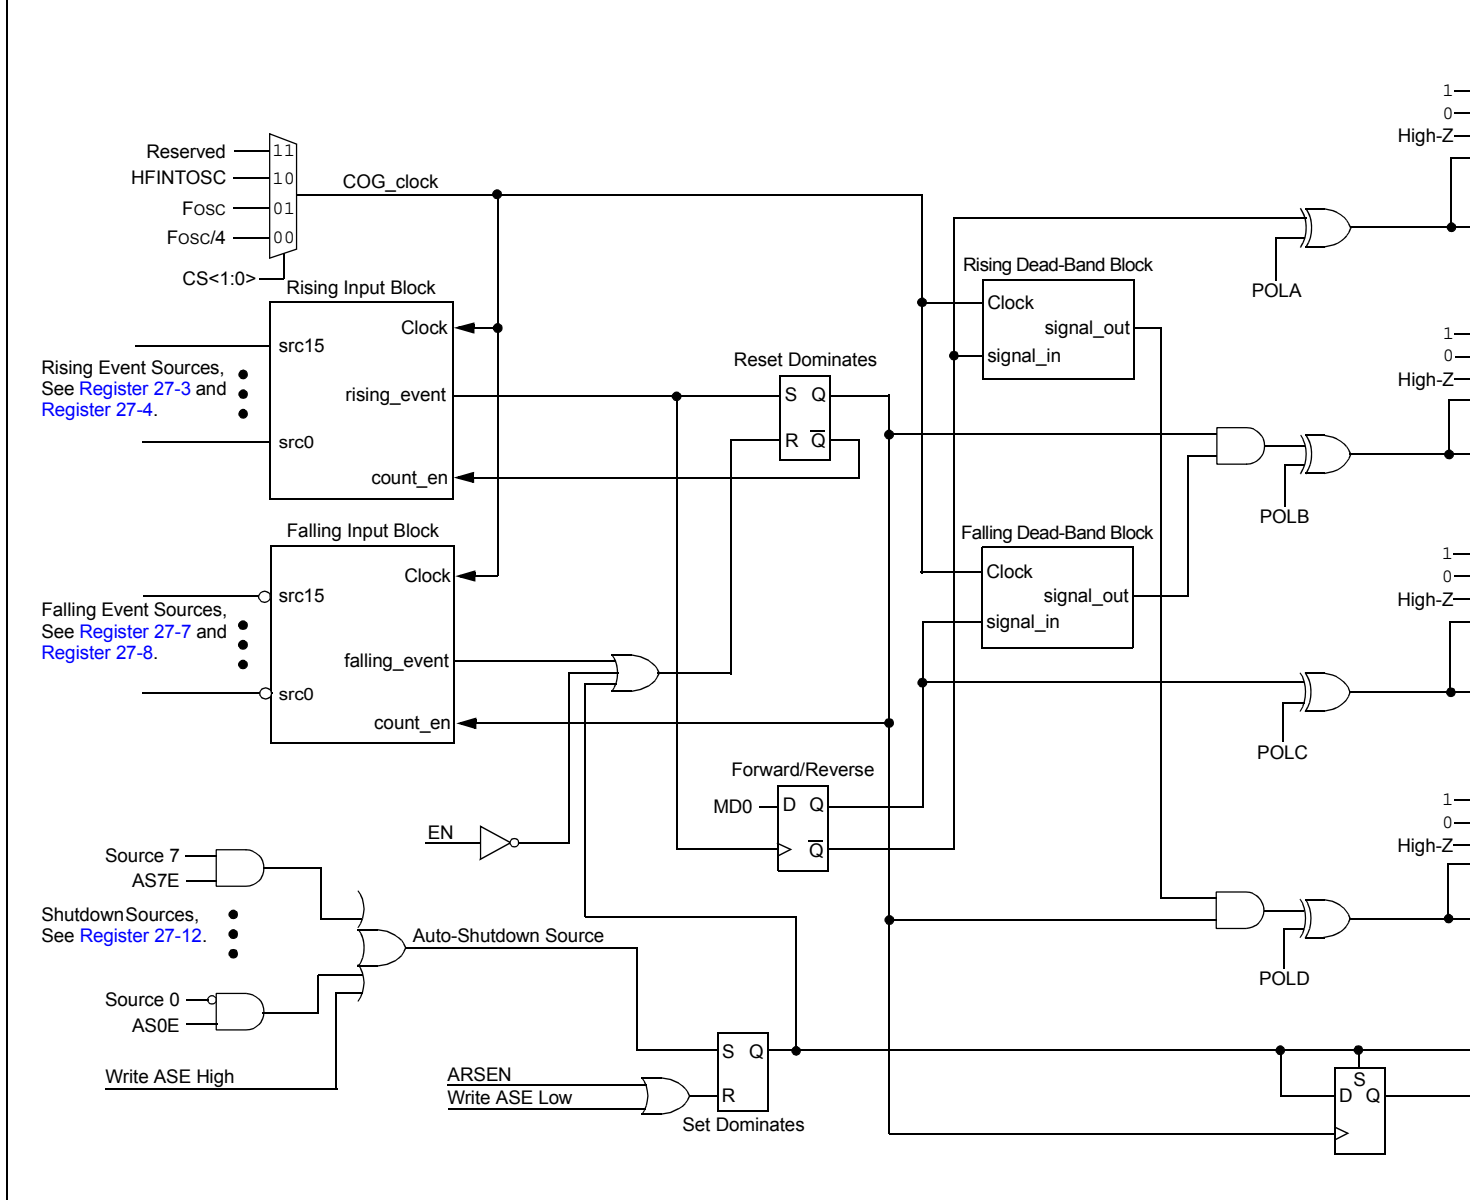 1
0
High-Z
Reserved
11
HFINTOSC
10
COG_clock
FOSC
01
FOSC/4
00
CS<1:0>
Rising Input Block
Clock
src15
Rising Event Sources,
See Register 27-3 and
Register 27-4.
rising_event
src0
count_en
Reset Dominates
S Q
R Q̅
Rising Dead-Band Block
Clock
signal_out
signal_in
POLA
1
0
High-Z
POLB
Falling Input Block
Clock
src15
Falling Event Sources,
See Register 27-7 and
Register 27-8.
falling_event
src0
count_en
Falling Dead-Band Block
Clock
signal_out
signal_in
1
0
High-Z
POLC
Forward/Reverse
MD0
D Q
Q̅
EN
1
0
High-Z
POLD
Source 7
AS7E
Shutdown Sources,
See Register 27-12.
Auto-Shutdown Source
Source 0
AS0E
Write ASE High
ARSEN
Write ASE Low
S Q
R
Set Dominates
S
D Q